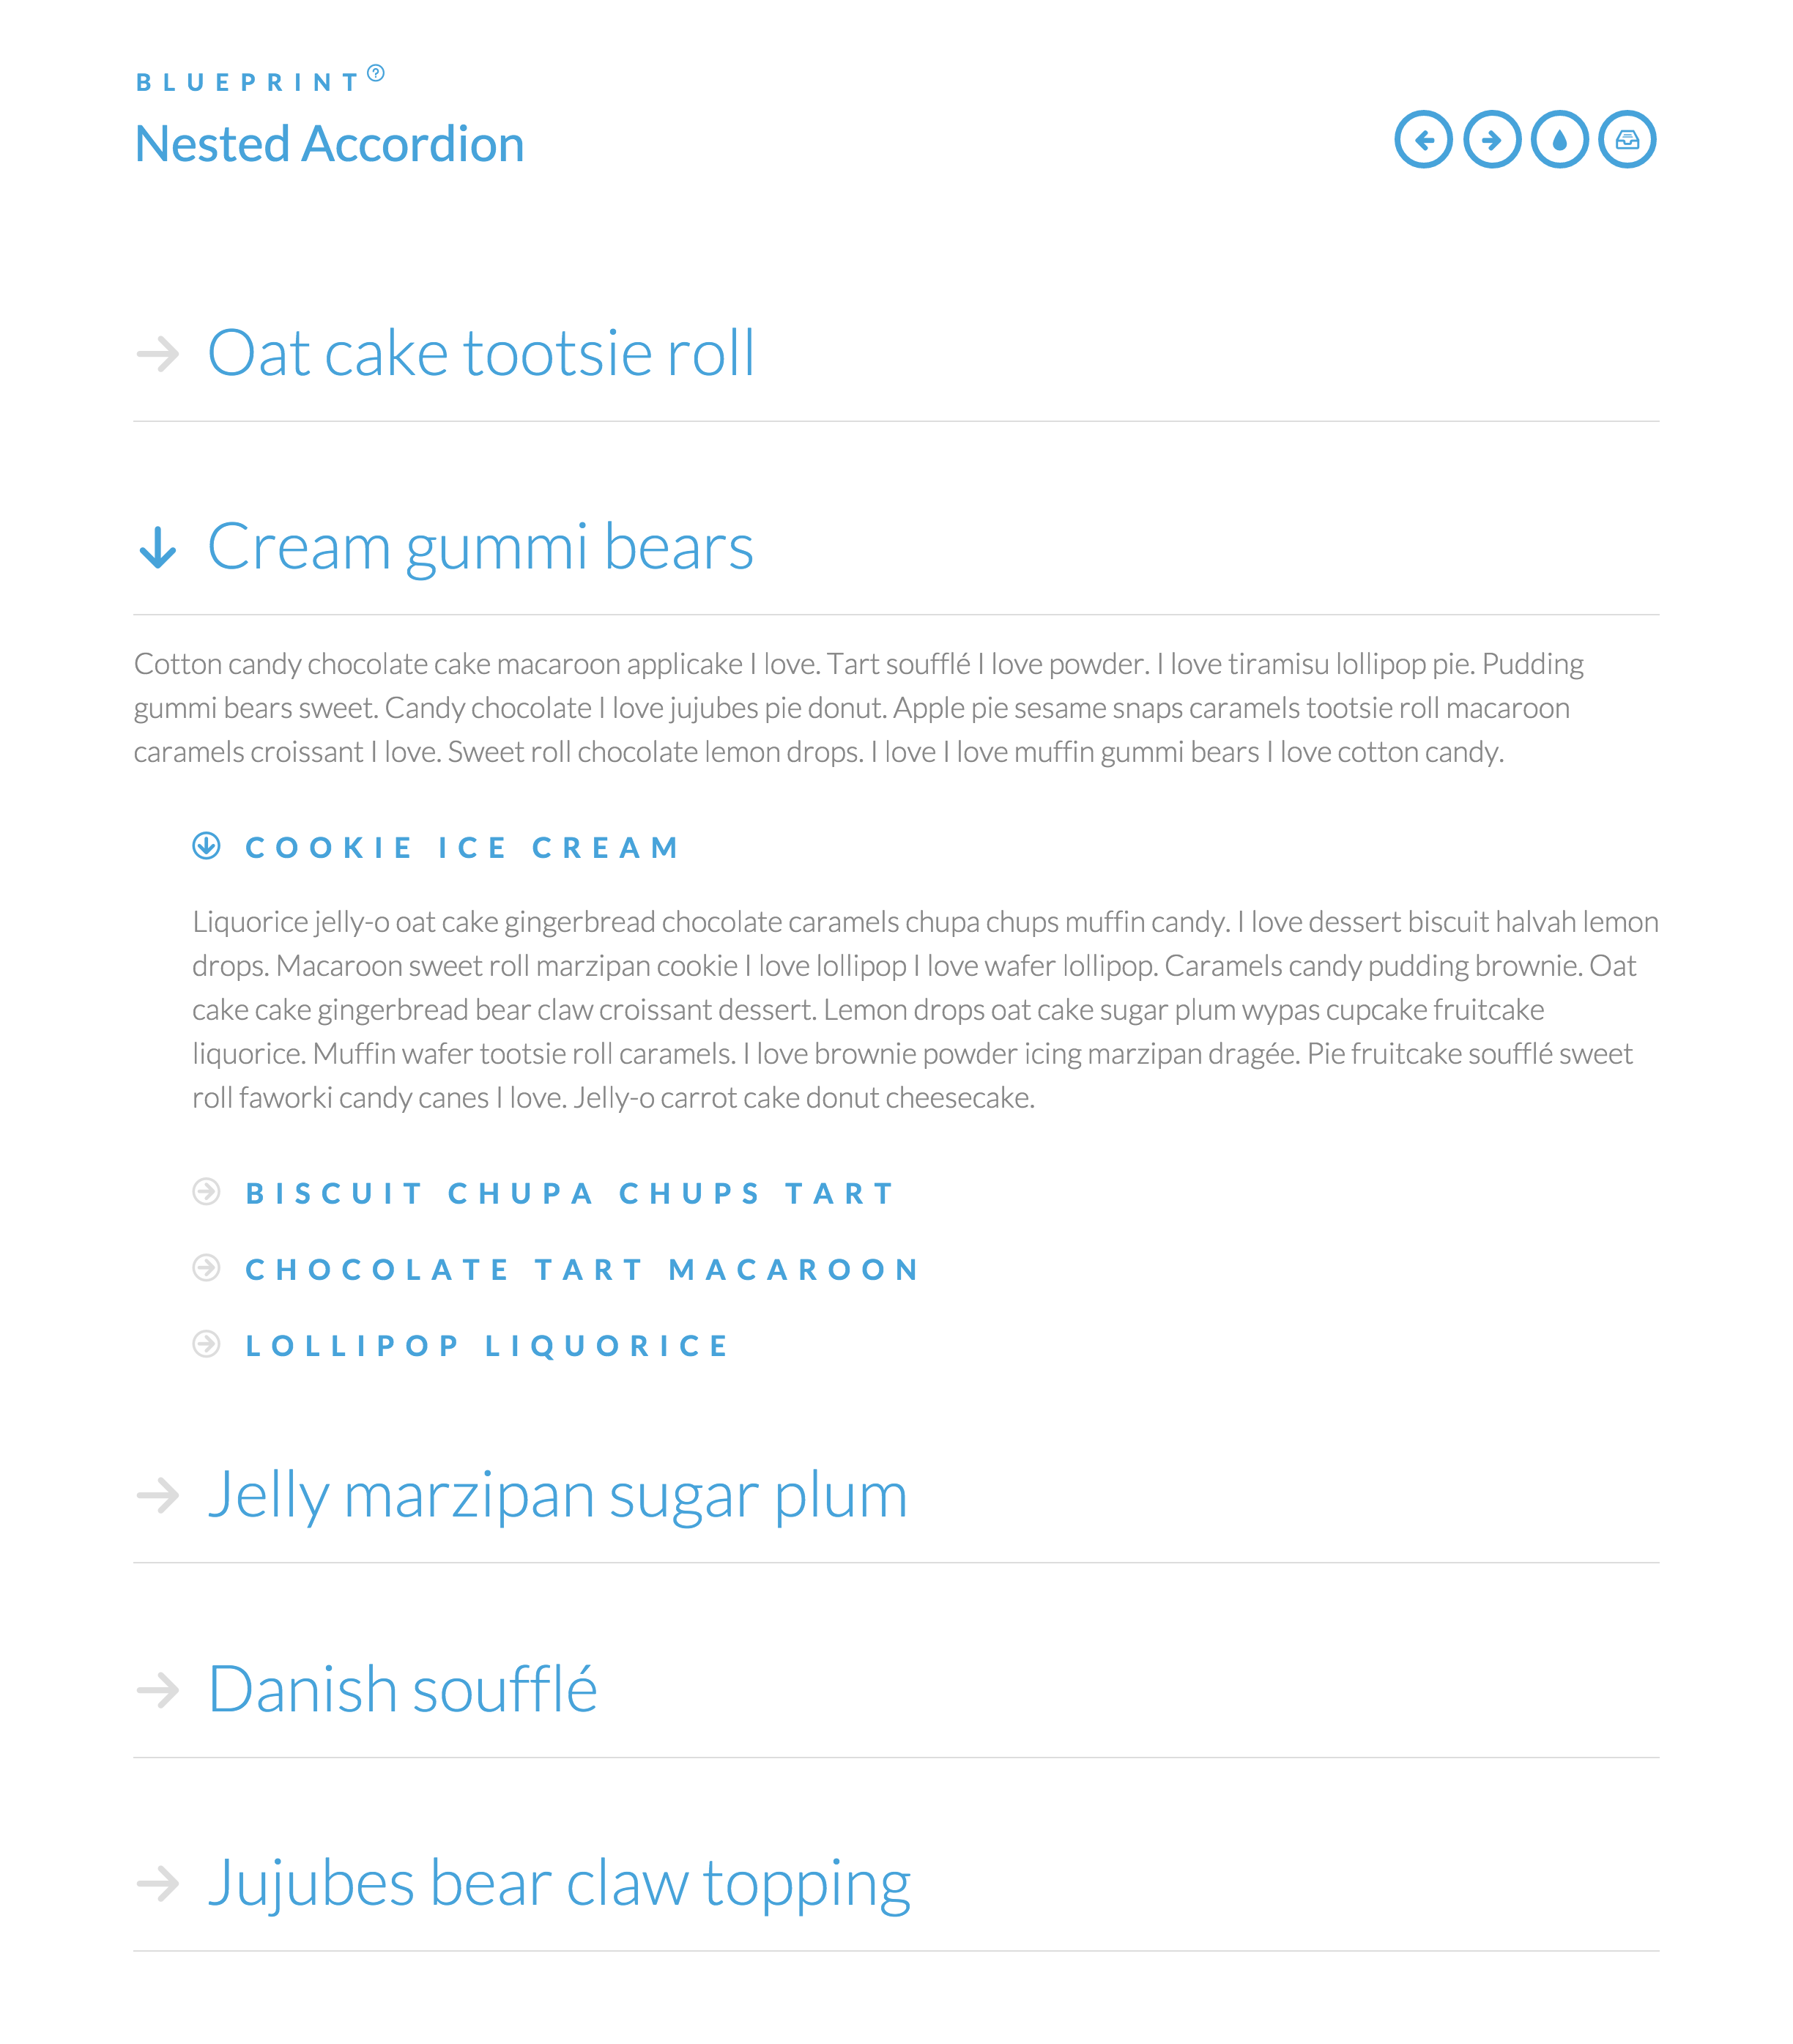 BLUEPRINT
Nested Accordion
Oat cake tootsie roll
Cream gummi bears
Cotton candy chocolate cake macaroon applicake I love. Tart soufflé I love powder. I love tiramisu lollipop pie. Pudding
gummi bears sweet. Candy chocolate I love jujubes pie donut. Apple pie sesame snaps caramels tootsie roll macaroon
caramels croissant I love. Sweet roll chocolate lemon drops. I love I love muffin gummi bears I love cotton candy.
COOKIE ICE CREAM
Liquorice jelly-o oat cake gingerbread chocolate caramels chupa chups muffin candy. I love dessert biscuit halvah lemon
drops. Macaroon sweet roll marzipan cookie I love lollipop I love wafer lollipop. Caramels candy pudding brownie. Oat
cake cake gingerbread bear claw croissant dessert. Lemon drops oat cake sugar plum wypas cupcake fruitcake
liquorice. Muffin wafer tootsie roll caramels. I love brownie powder icing marzipan dragée. Pie fruitcake soufflé sweet
roll faworki candy canes I love. Jelly-o carrot cake donut cheesecake.
BISCUIT CHUPA CHUPS TART
CHOCOLATE TART MACAROON
LOLLIPOP LIQUORICE
Jelly marzipan sugar plum
Danish soufflé
Jujubes bear claw topping